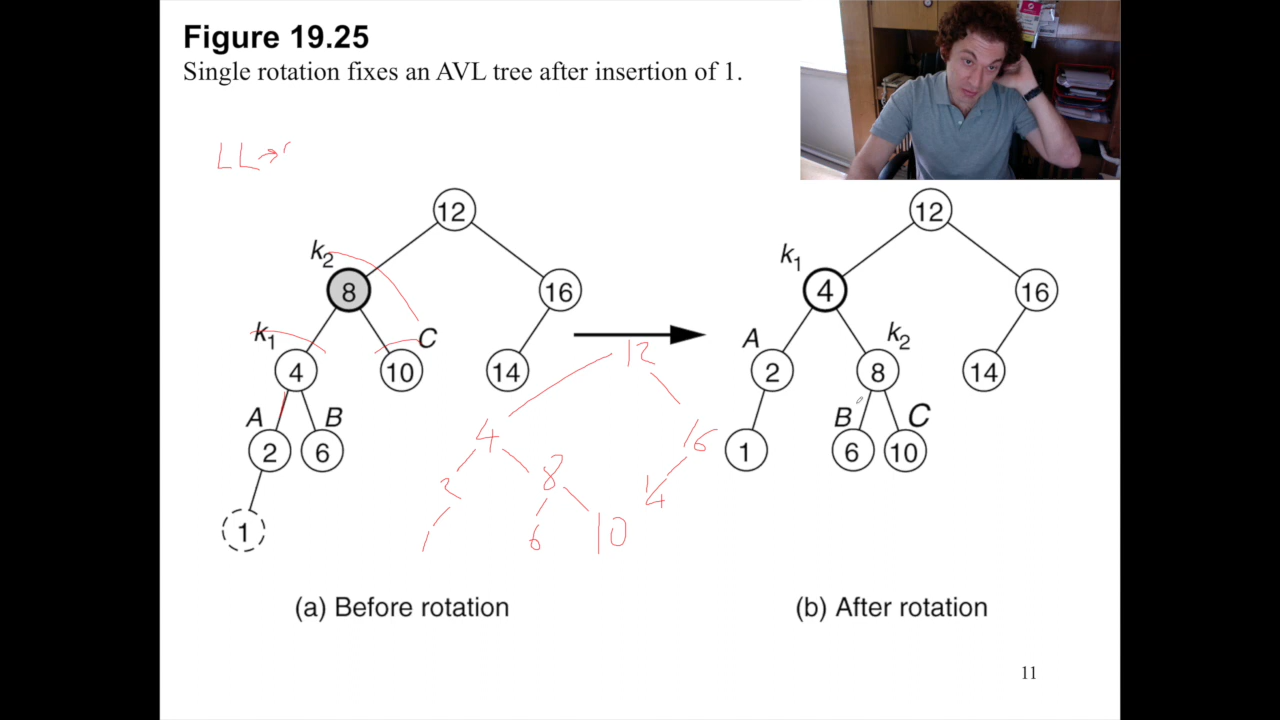 Figure 19.25
Single rotation fixes an AVL tree after insertion of 1.
LL→r
12
k2
8
16
k1
C
4
10
14
A
B
2
6
1
12
4
16
2
8
14
1
6
10
12
k1
4
16
A
k2
2
8
14
B
C
1
6
10
(a) Before rotation
(b) After rotation
11